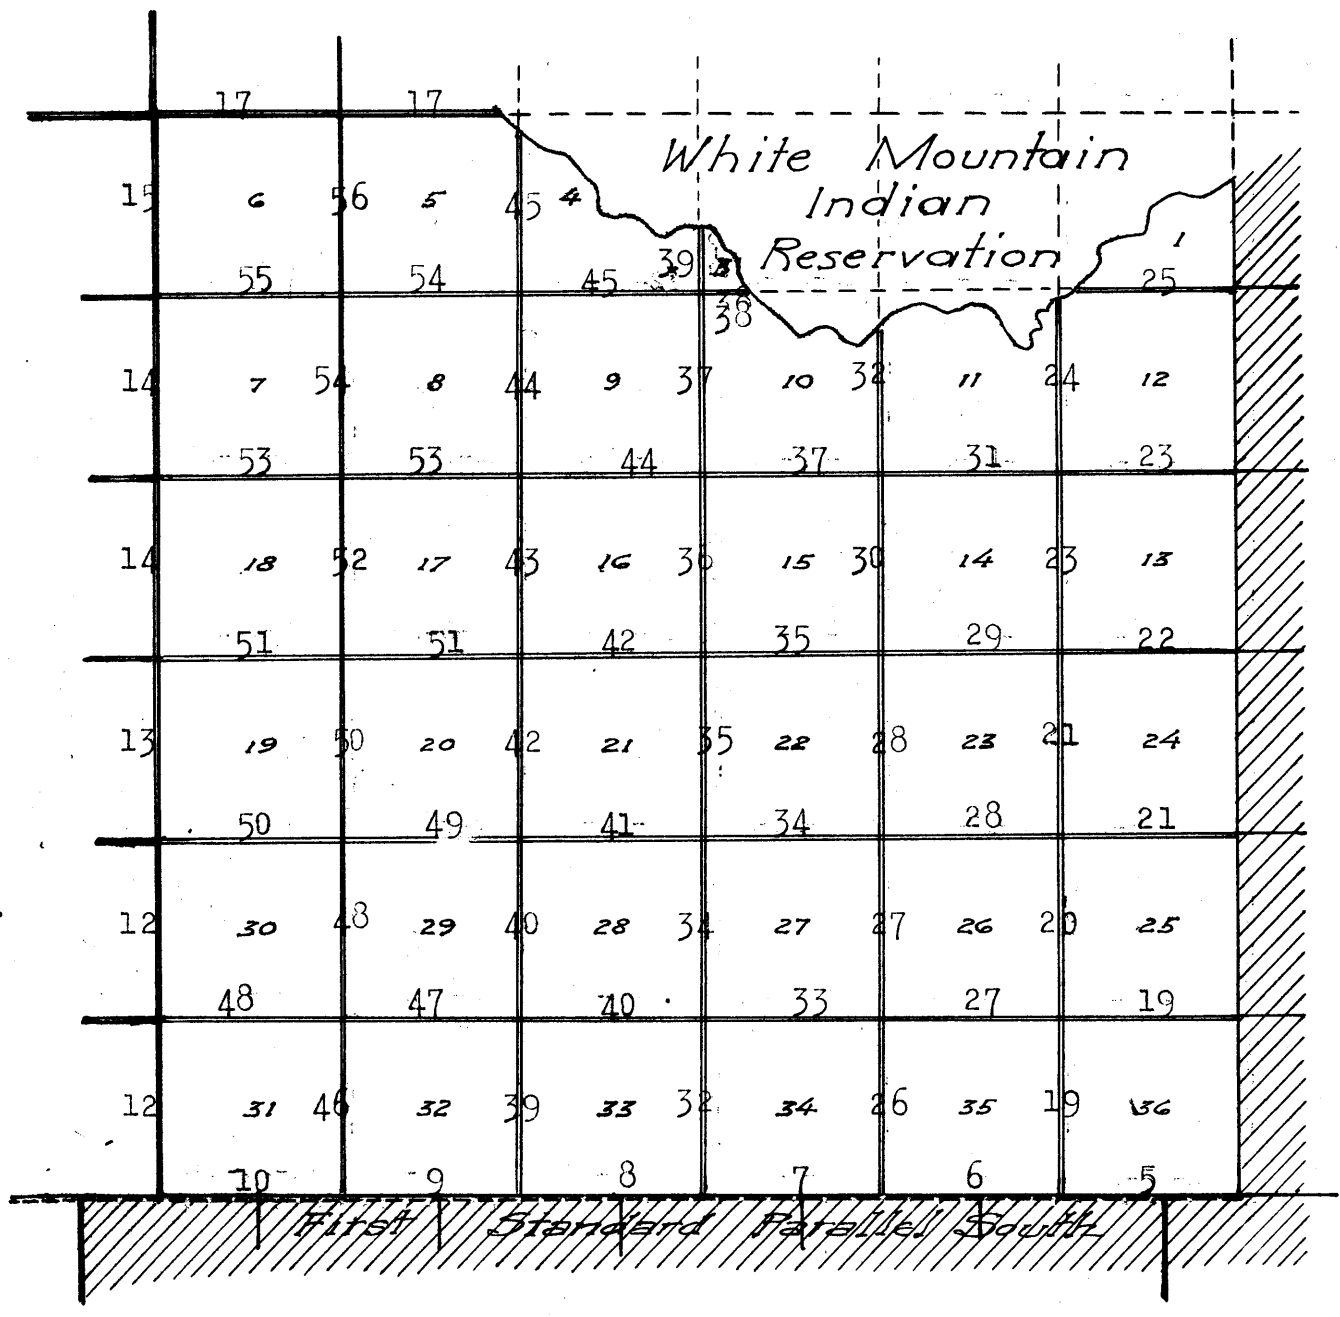 17 17
White Mountain
15 6 56 5 45 4
Indian
1
39 3 Reservation
55 54 45 25
36
38
14 7 54 8 44 9 37 10 32 11 24 12
53 53 44 37 31 23
14 18 52 17 43 16 36 15 30 14 23 13
51 51 42 35 29 22
13 19 50 20 42 21 35 22 28 23 21 24
50 49 41 34 28 21
12 30 48 29 40 28 34 27 27 26 20 25
48 47 40 33 27 19
12 31 46 32 39 33 32 34 26 35 19 36
10 9 8 7 6 5
First Standard Parallel South